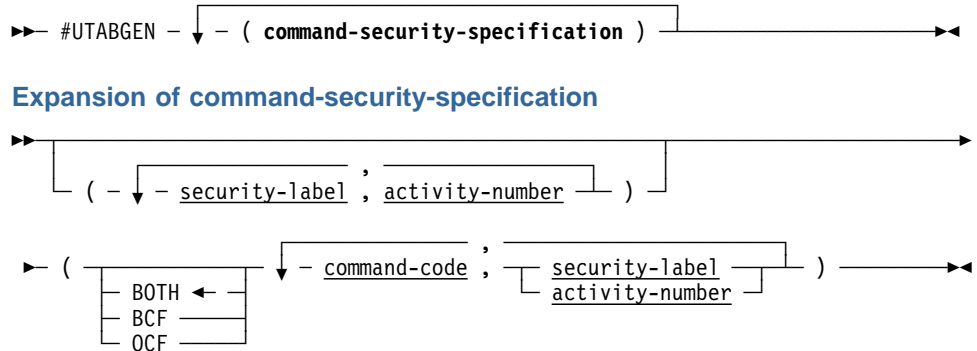 #UTABGEN ( command-security-specification )
Expansion of command-security-specification
,
( security-label , activity-number )
,
( command-code , security-label )
BOTH activity-number
BCF
OCF